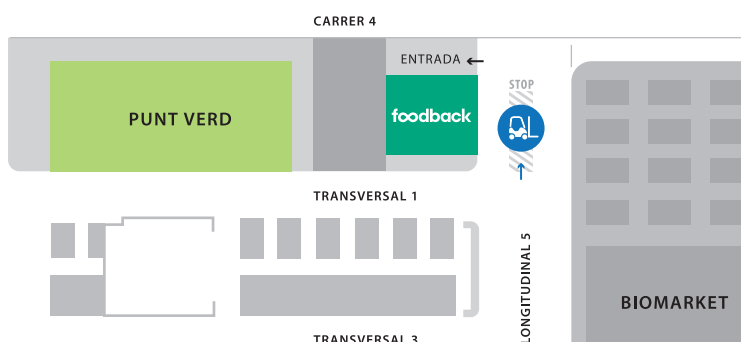 CARRER 4
ENTRADA
STOP
PUNT VERD
foodback
TRANSVERSAL 1
LONGITUDINAL 5
BIOMARKET
TRANSVERSAL 3